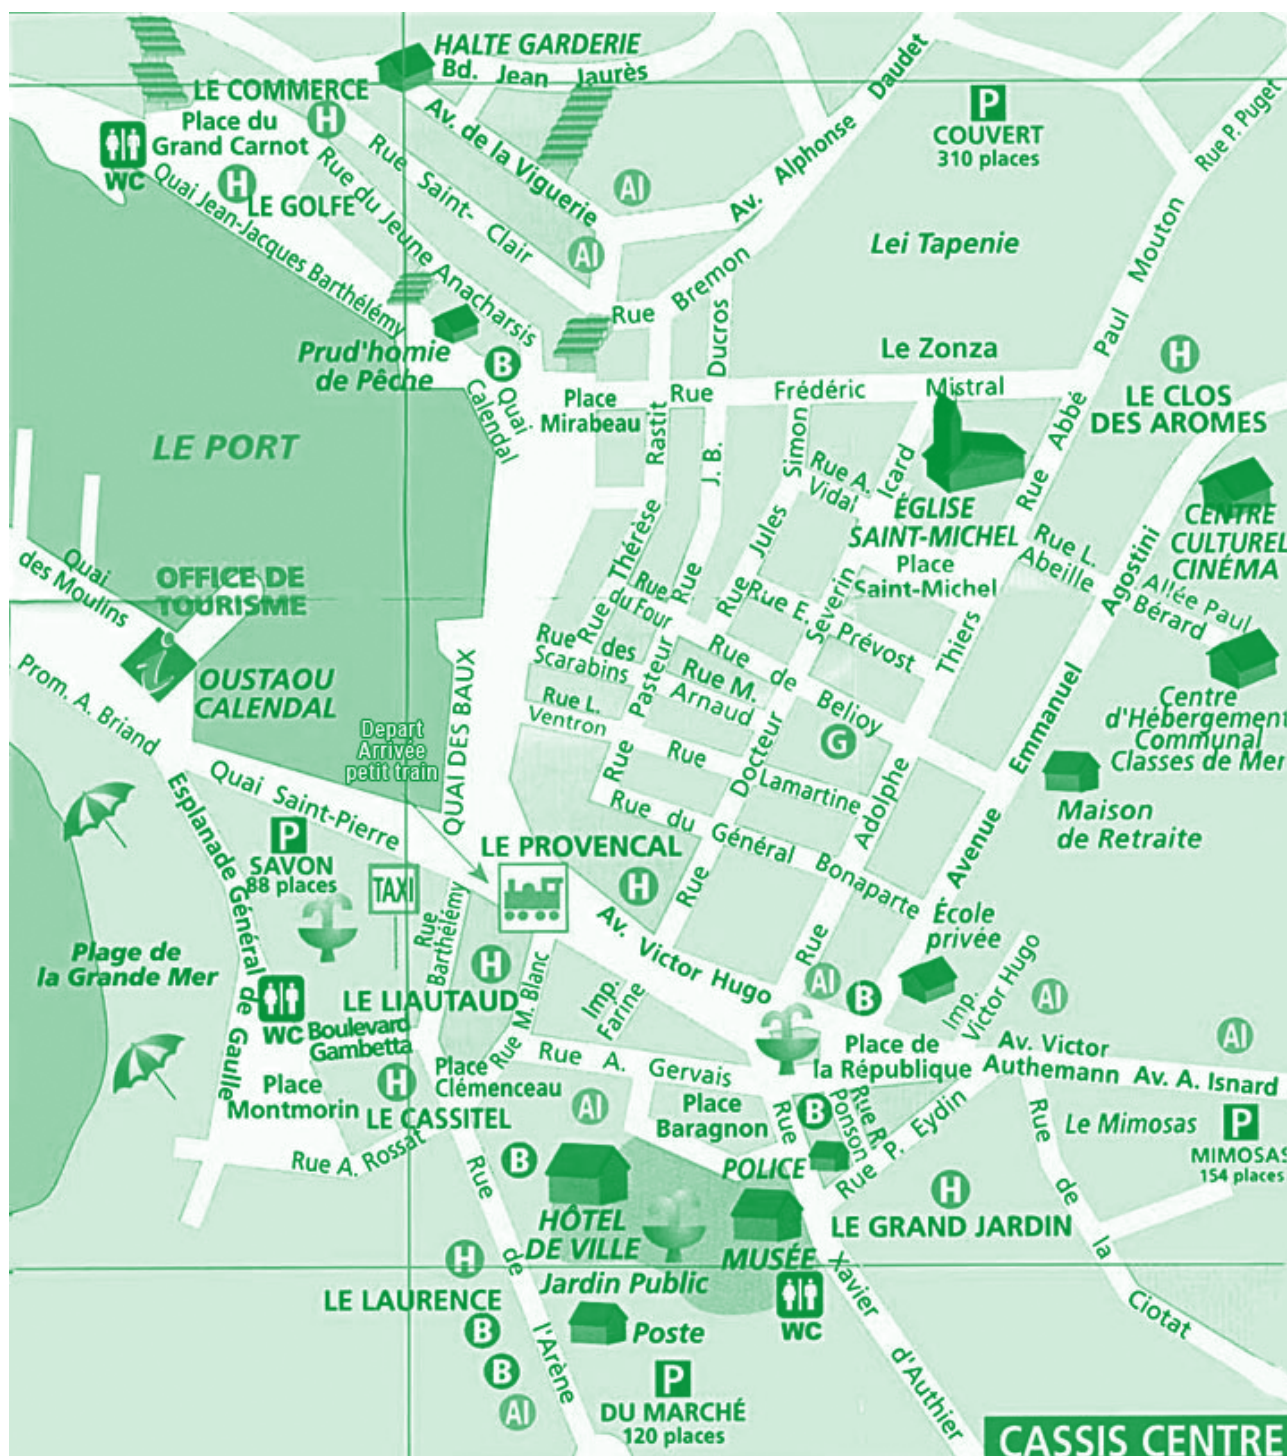 HALTE GARDERIE
Bd. Jean Jaurès
LE COMMERCE
Place du
Grand Carnot
H
WC
H
LE GOLFE
Av. de la Viguerie
Rue Saint-Clair
Rue du Jeune Anacharsis
Quai Jean-Jacques Barthélémy
AI
AI
Av. Alphonse Daudet
P
COUVERT
310 places
Rue P. Puget
Lei Tapenie
Rue Bremon
Prud'homie
de Pêche
B
Quai
Calendal
Place
Mirabeau
Rue Frédéric Mistral
Le Zonza
Rue Abbé Paul Mouton
H
LE CLOS
DES AROMES
LE PORT
Rue Thérèse Rastit
Rue J. B. Ducros
Rue Jules Simon
Rue A.
Vidal
Severin Icard
ÉGLISE
SAINT-MICHEL
Place
Saint-Michel
CENTRE
CULTUREL
CINÉMA
Quai
des Moulins
OFFICE DE
TOURISME
i
OUSTAOU
CALENDAL
Prom. A. Briand
Rue L.
Abeille
Allée Paul
Bérard
Rue
du Four
Rue des
Scarabins
Rue E. Prévost
Rue M.
Arnaud
Rue de Belioy
Rue L.
Ventron
Rue Lamartine
Rue Pasteur
Rue Docteur
G
Rue Adolphe Thiers
Avenue Emmanuel Agostini
Centre
d'Hébergement
Communal
Classes de Mer
Maison
de Retraite
Depart
Arrivée
petit train
QUAI DES BAUX
Quai Saint-Pierre
Esplanade Général de Gaulle
P
SAVON
88 places
TAXI
LE PROVENCAL
H
Rue du Général Bonaparte
École
privée
Rue
Barthélémy
Av. Victor Hugo
Plage de
la Grande Mer
H
LE LIAUTAUD
WC
Boulevard
Gambetta
Rue M. Blanc
Imp.
Farine
AI
B
Imp.
Victor Hugo
AI
AI
Place de
la République
Av. Victor
Authemann
Av. A. Isnard
Rue A. Gervais
Place
Clémenceau
Place
Montmorin
H
LE CASSITEL
Rue A. Rossat
AI
Place
Baragnon
B
Rue R.
Ponson
Rue P. Eydin
Le Mimosas
P
MIMOSAS
154 places
B
POLICE
H
LE GRAND JARDIN
HÔTEL
DE VILLE
Jardin Public
MUSÉE
Rue Xavier d'Authier
Rue de la Ciotat
H
LE LAURENCE
B
B
AI
Rue de l'Arène
Poste
WC
P
DU MARCHÉ
120 places
CASSIS CENTRE